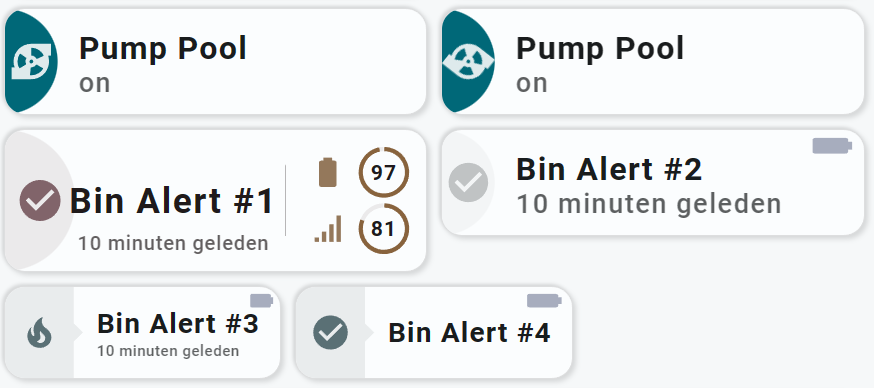 Pump Pool
on
Pump Pool
on
Bin Alert #1
10 minuten geleden
97
81
Bin Alert #2
10 minuten geleden
Bin Alert #3
10 minuten geleden
Bin Alert #4